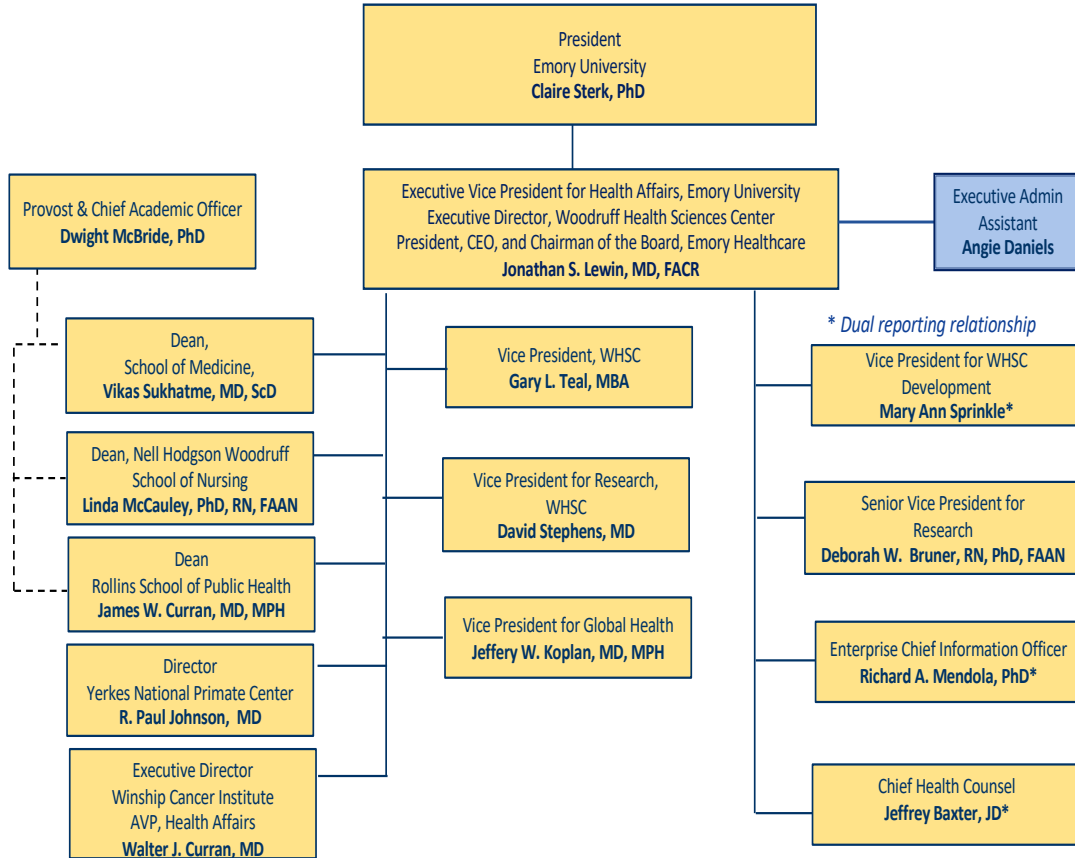 President
Emory University
Claire Sterk, PhD
Provost & Chief Academic Officer
Dwight McBride, PhD
Executive Vice President for Health Affairs, Emory University
Executive Director, Woodruff Health Sciences Center
President, CEO, and Chairman of the Board, Emory Healthcare
Jonathan S. Lewin, MD, FACR
Executive Admin
Assistant
Angie Daniels
* Dual reporting relationship
Dean,
School of Medicine,
Vikas Sukhatme, MD, ScD
Dean, Nell Hodgson Woodruff
School of Nursing
Linda McCauley, PhD, RN, FAAN
Dean
Rollins School of Public Health
James W. Curran, MD, MPH
Director
Yerkes National Primate Center
R. Paul Johnson, MD
Executive Director
Winship Cancer Institute
AVP, Health Affairs
Walter J. Curran, MD
Vice President, WHSC
Gary L. Teal, MBA
Vice President for Research,
WHSC
David Stephens, MD
Vice President for Global Health
Jeffery W. Koplan, MD, MPH
Vice President for WHSC
Development
Mary Ann Sprinkle*
Senior Vice President for
Research
Deborah W. Bruner, RN, PhD, FAAN
Enterprise Chief Information Officer
Richard A. Mendola, PhD*
Chief Health Counsel
Jeffrey Baxter, JD*